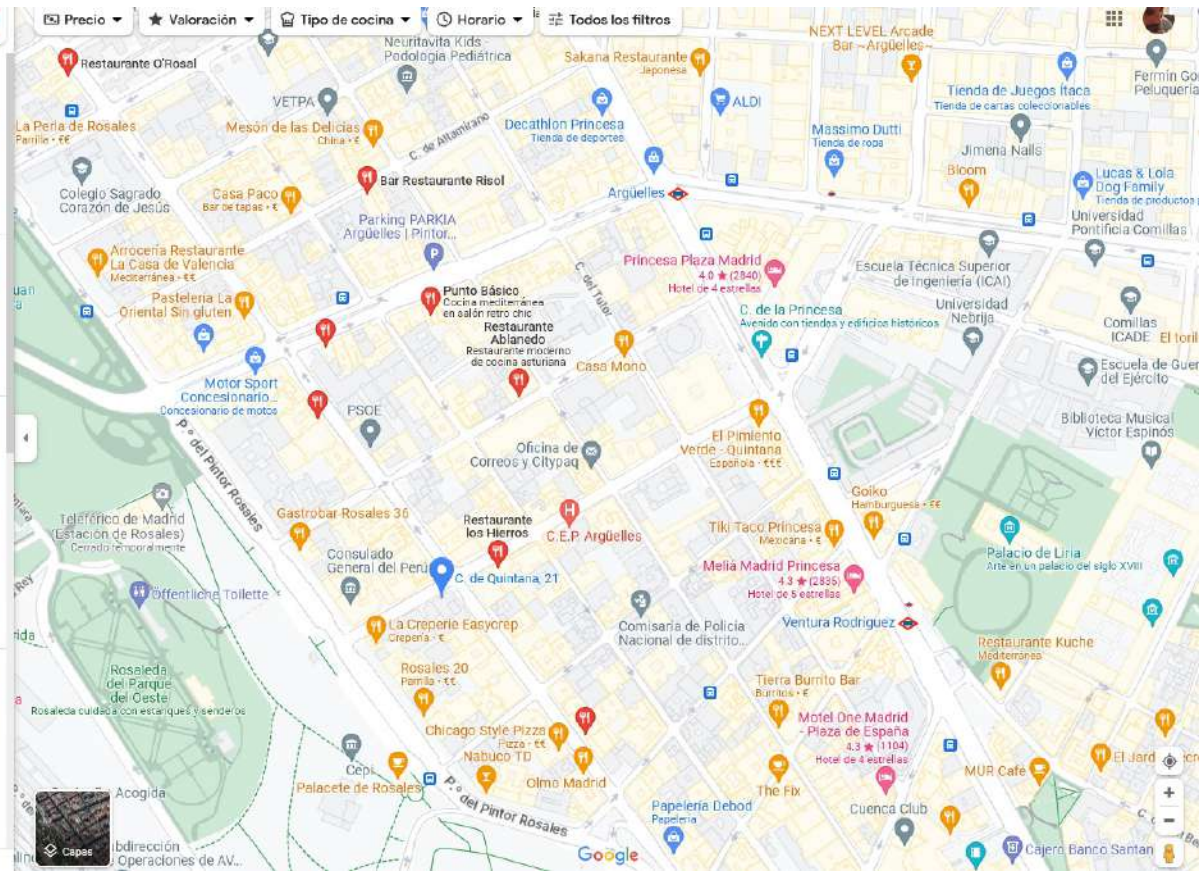 Precio
Valoración
Tipo de cocina
Horario
Todos los filtros
Restaurante O'Rosal
Neuritavita Kids -
Podología Pediátrica
Sakana Restaurante
Japonesa
NEXT LEVEL Arcade
Bar ~Argüelles~
Fermín Go
Peluquería
VETPA
ALDI
Tienda de Juegos Ítaca
Tienda de cartas coleccionables
La Perla de Rosales
Parrilla • €€
Mesón de las Delicias
China • €
C. de Altamirano
Decathlon Princesa
Tienda de deportes
Massimo Dutti
Tienda de ropa
Jimena Nails
Colegio Sagrado
Corazón de Jesús
Casa Paco
Bar de tapas • €
Bar Restaurante Risol
Argüelles
Bloom
Lucas & Lola
Dog Family
Tienda de productos p
Parking PARKIA
Argüelles | Pintor...
Universidad
Pontificia Comillas
Arrocería Restaurante
La Casa de Valencia
Mediterránea • €€
C. del Tutor
Princesa Plaza Madrid
4.0 ★ (2840)
Hotel de 4 estrellas
Escuela Técnica Superior
de Ingeniería (ICAI)
Pastelería La
Oriental Sin gluten
Punto Básico
Cocina mediterránea
en salón retro chic
C. de la Princesa
Avenida con tiendas y edificios históricos
Universidad
Nebrija
Comillas
ICADE
El toril
Restaurante
Ablanedo
Restaurante moderno
de cocina asturiana
Casa Mono
Escuela de Guer
del Ejército
Motor Sport
Concesionario...
Concesionario de motos
PSOE
Biblioteca Musical
Víctor Espinós
P.º del Pintor Rosales
Oficina de
Correos y Citypaq
El Pimiento
Verde - Quintana
Española • €€€
Teleférico de Madrid
(Estación de Rosales)
Cerrado temporalmente
Gastrobar Rosales 36
Restaurante
los Hierros
C.E.P. Argüelles
Goiko
Hamburguesa • €€
Tiki Taco Princesa
Mexicana • €
Palacio de Liria
Arte en un palacio del siglo XVIII
Consulado
General del Perú
C. de Quintana, 21
Meliá Madrid Princesa
4.3 ★ (2835)
Hotel de 5 estrellas
Rey
Öffentliche Toilette
La Creperie Easycrep
Crepería • €
Comisaría de Policía
Nacional de distrito...
Ventura Rodríguez
Restaurante Kuche
Mediterránea
rida
Rosaleda
del Parque
del Oeste
Rosaleda cuidada con estanques y senderos
Rosales 20
Parrilla • €€
Tierra Burrito Bar
Burritos • €
Chicago Style Pizza
Pizza • €€
Motel One Madrid
- Plaza de España
4.3 ★ (1104)
Hotel de 4 estrellas
Cepi
Nabuco TD
Olmo Madrid
MUR Café
El Jard
Palacete de Rosales
The Fix
P.º del Pintor Rosales
Acogida
Papelería Debod
Papelería
Cuenca Club
Capas
bdirección
Operaciones de AV...
Google
Cajero Banco Santan